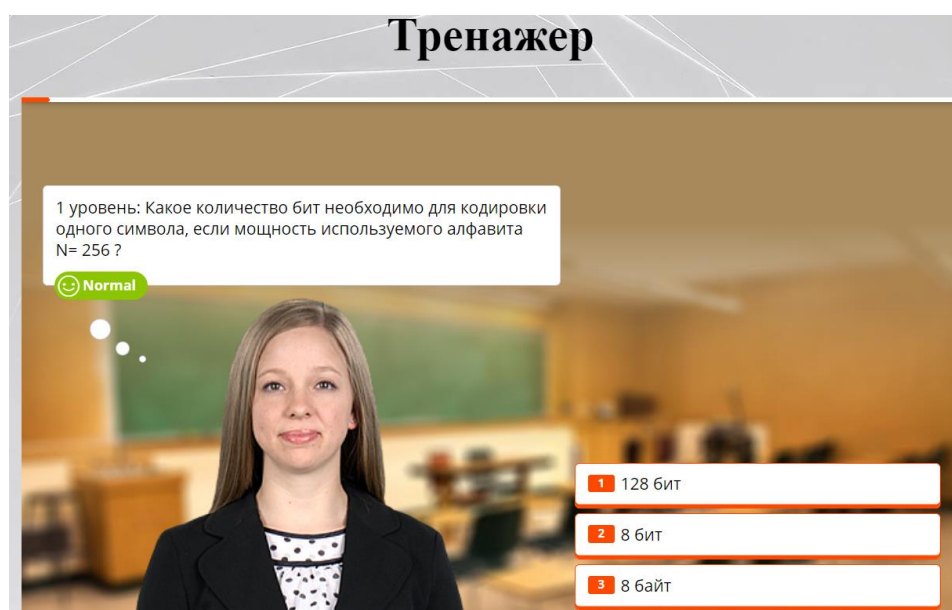 Тренажер
1 уровень: Какое количество бит необходимо для кодировки
одного символа, если мощность используемого алфавита
N= 256 ?
Normal
1 128 бит
2 8 бит
3 8 байт